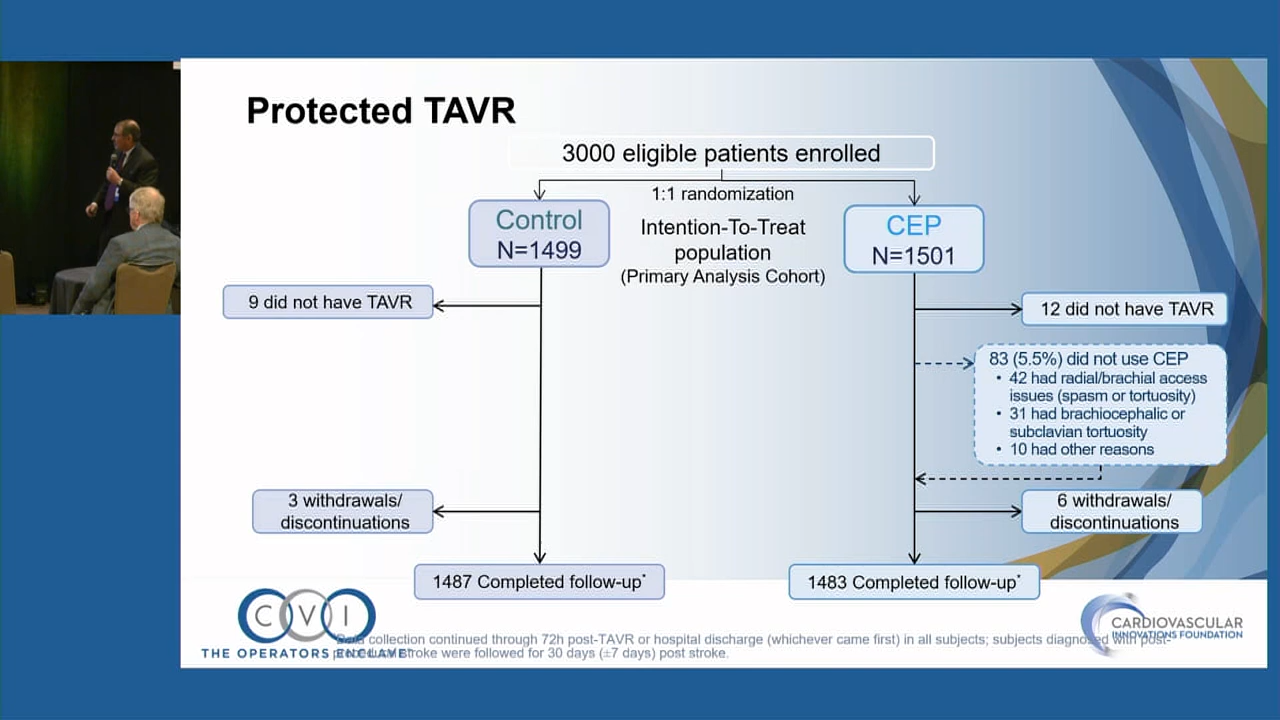 Protected TAVR
3000 eligible patients enrolled
1:1 randomization
Control
N=1499
Intention-To-Treat
population
(Primary Analysis Cohort)
CEP
N=1501
9 did not have TAVR
12 did not have TAVR
83 (5.5%) did not use CEP
• 42 had radial/brachial access
issues (spasm or tortuosity)
• 31 had brachiocephalic or
subclavian tortuosity
• 10 had other reasons
3 withdrawals/
discontinuations
6 withdrawals/
discontinuations
1487 Completed follow-up*
1483 Completed follow-up*
CVI
THE OPERATORS ENCLAVE
CARDIOVASCULAR
INNOVATIONS FOUNDATION
collection continued through 72h post-TAVR or hospital discharge (whichever came first) in all subjects; subjects diagnosed with post-
stroke were followed for 30 days (±7 days) post stroke.